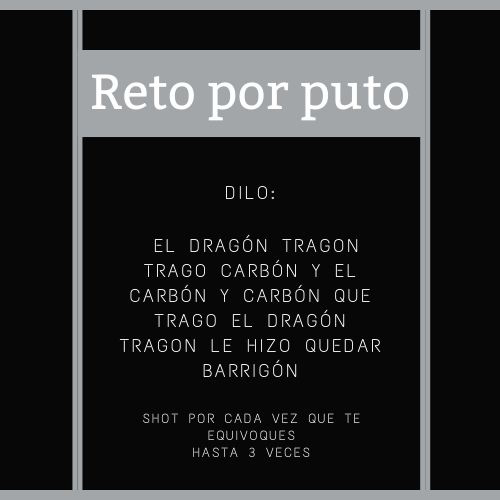 Reto por puto
DILO:
EL DRAGÓN TRAGON
TRAGO CARBÓN Y EL
CARBÓN Y CARBÓN QUE
TRAGO EL DRAGÓN
TRAGON LE HIZO QUEDAR
BARRIGÓN
SHOT POR CADA VEZ QUE TE
EQUIVOQUES
HASTA 3 VECES